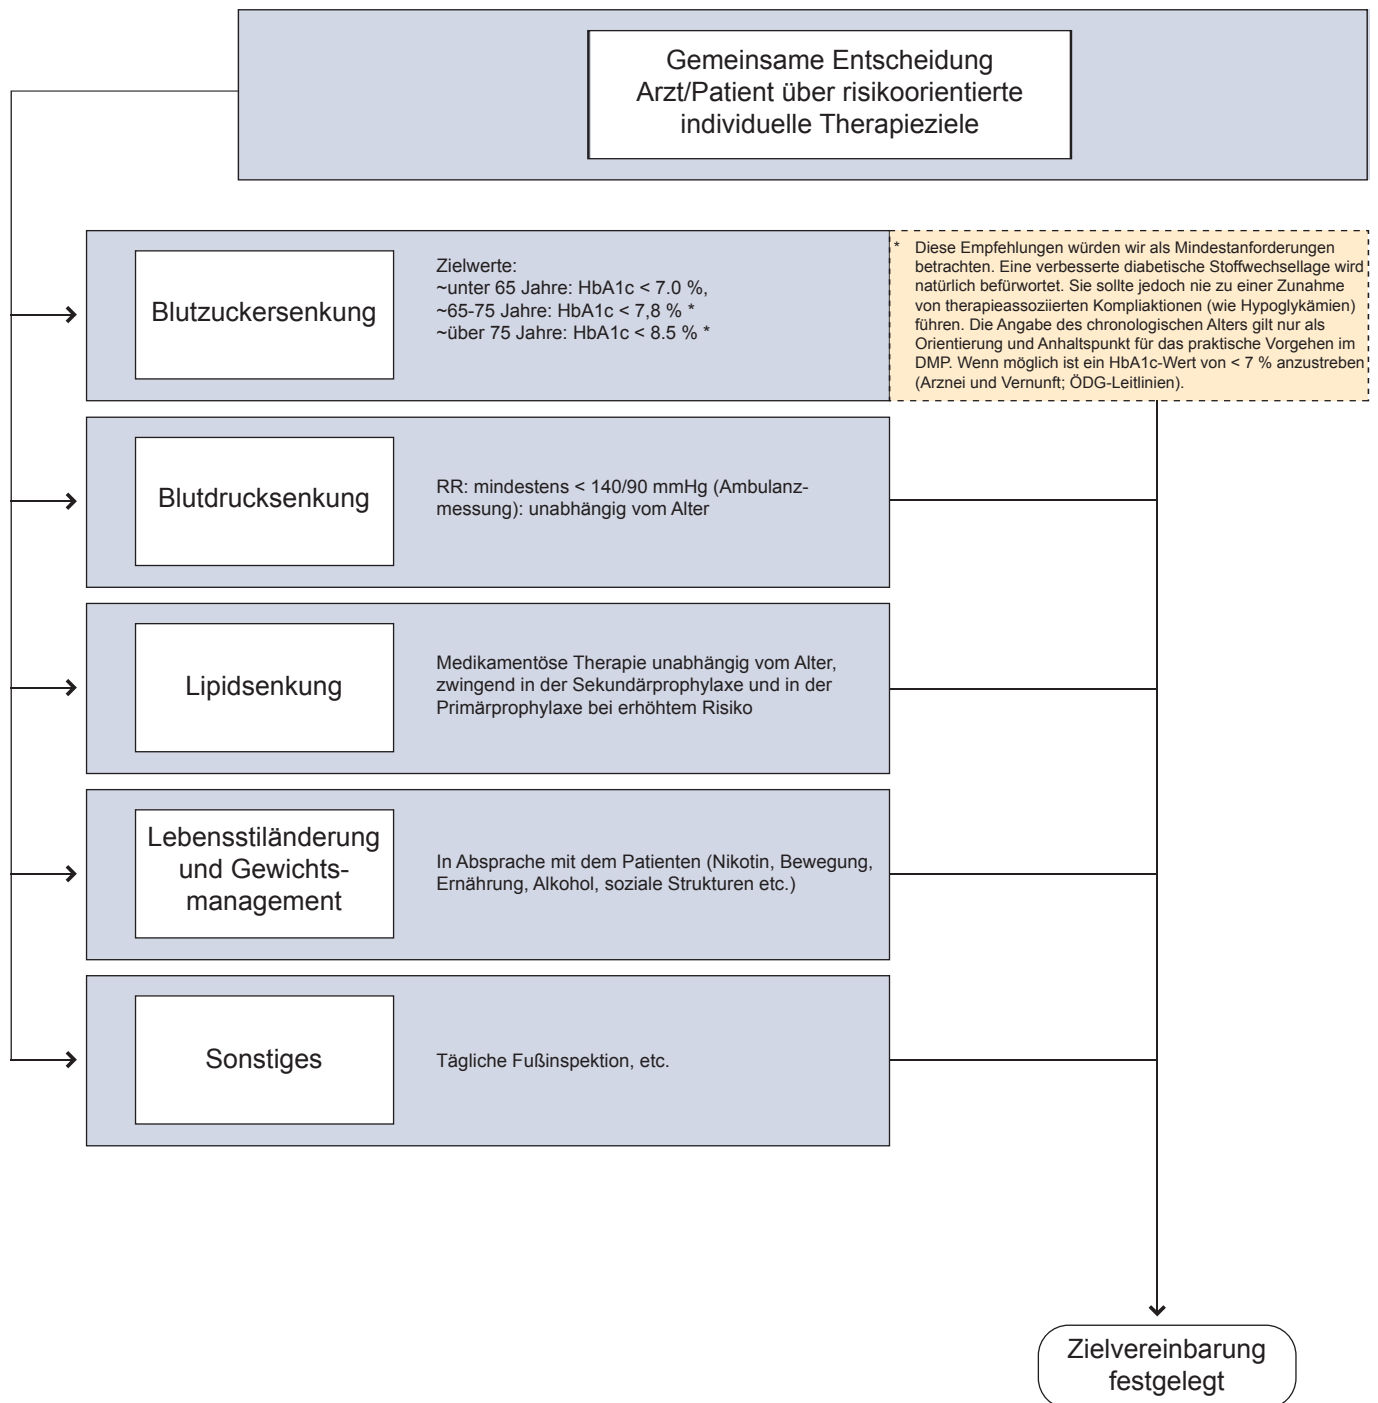 Gemeinsame Entscheidung
Arzt/Patient über risikoorientierte
individuelle Therapieziele
Blutzuckersenkung
Zielwerte:
~unter 65 Jahre: HbA1c < 7.0 %,
~65-75 Jahre: HbA1c < 7,8 % *
~über 75 Jahre: HbA1c < 8.5 % *
* Diese Empfehlungen würden wir als Mindestanforderungen
betrachten. Eine verbesserte diabetische Stoffwechsellage wird
natürlich befürwortet. Sie sollte jedoch nie zu einer Zunahme
von therapieassoziierten Kompliaktionen (wie Hypoglykämien)
führen. Die Angabe des chronologischen Alters gilt nur als
Orientierung und Anhaltspunkt für das praktische Vorgehen im
DMP. Wenn möglich ist ein HbA1c-Wert von < 7 % anzustreben
(Arznei und Vernunft; ÖDG-Leitlinien).
Blutdrucksenkung
RR: mindestens < 140/90 mmHg (Ambulanz-
messung): unabhängig vom Alter
Lipidsenkung
Medikamentöse Therapie unabhängig vom Alter,
zwingend in der Sekundärprophylaxe und in der
Primärprophylaxe bei erhöhtem Risiko
Lebensstiländerung
und Gewichts-
management
In Absprache mit dem Patienten (Nikotin, Bewegung,
Ernährung, Alkohol, soziale Strukturen etc.)
Sonstiges
Tägliche Fußinspektion, etc.
Zielvereinbarung
festgelegt